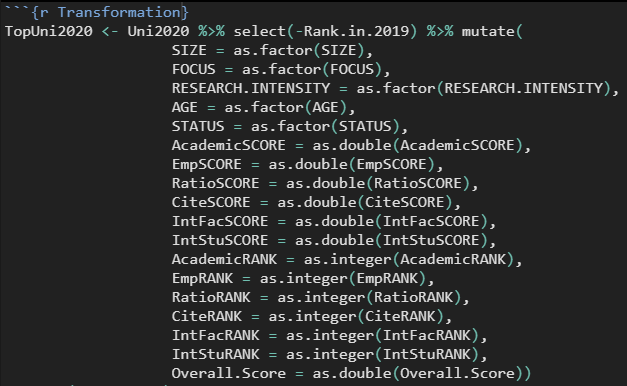 ```{r Transformation}
TopUni2020 <- Uni2020 %>% select(-Rank.in.2019) %>% mutate(
SIZE = as.factor(SIZE),
FOCUS = as.factor(FOCUS),
RESEARCH.INTENSITY = as.factor(RESEARCH.INTENSITY),
AGE = as.factor(AGE),
STATUS = as.factor(STATUS),
AcademicSCORE = as.double(AcademicSCORE),
EmpSCORE = as.double(EmpSCORE),
RatioSCORE = as.double(RatioSCORE),
CiteSCORE = as.double(CiteSCORE),
IntFacSCORE = as.double(IntFacSCORE),
IntStuSCORE = as.double(IntStuSCORE),
AcademicRANK = as.integer(AcademicRANK),
EmpRANK = as.integer(EmpRANK),
RatioRANK = as.integer(RatioRANK),
CiteRANK = as.integer(CiteRANK),
IntFacRANK = as.integer(IntFacRANK),
IntStuRANK = as.integer(IntStuRANK),
Overall.Score = as.double(Overall.Score))